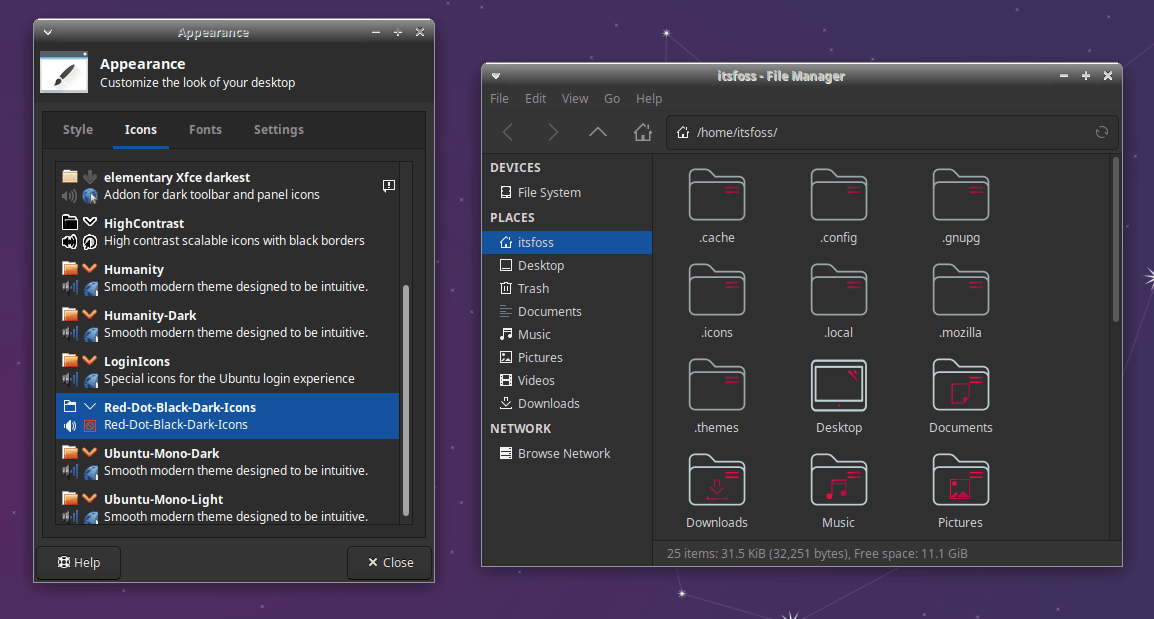 Appearance
Appearance
Customize the look of your desktop
Style Icons Fonts Settings
elementary Xfce darkest
Addon for dark toolbar and panel icons
HighContrast
High contrast scalable icons with black borders
Humanity
Smooth modern theme designed to be intuitive.
Humanity-Dark
Smooth modern theme designed to be intuitive.
LoginIcons
Special icons for the Ubuntu login experience
Red-Dot-Black-Dark-Icons
Red-Dot-Black-Dark-Icons
Ubuntu-Mono-Dark
Smooth modern theme designed to be intuitive.
Ubuntu-Mono-Light
Smooth modern theme designed to be intuitive.
Help Close
itsfoss - File Manager
File Edit View Go Help
/home/itsfoss/
DEVICES
File System
PLACES
itsfoss
Desktop
Trash
Documents
Music
Pictures
Videos
Downloads
NETWORK
Browse Network
.cache .config .gnupg
.icons .local .mozilla
.themes Desktop Documents
Downloads Music Pictures
25 items: 31.5 KiB (32,251 bytes), Free space: 11.1 GiB